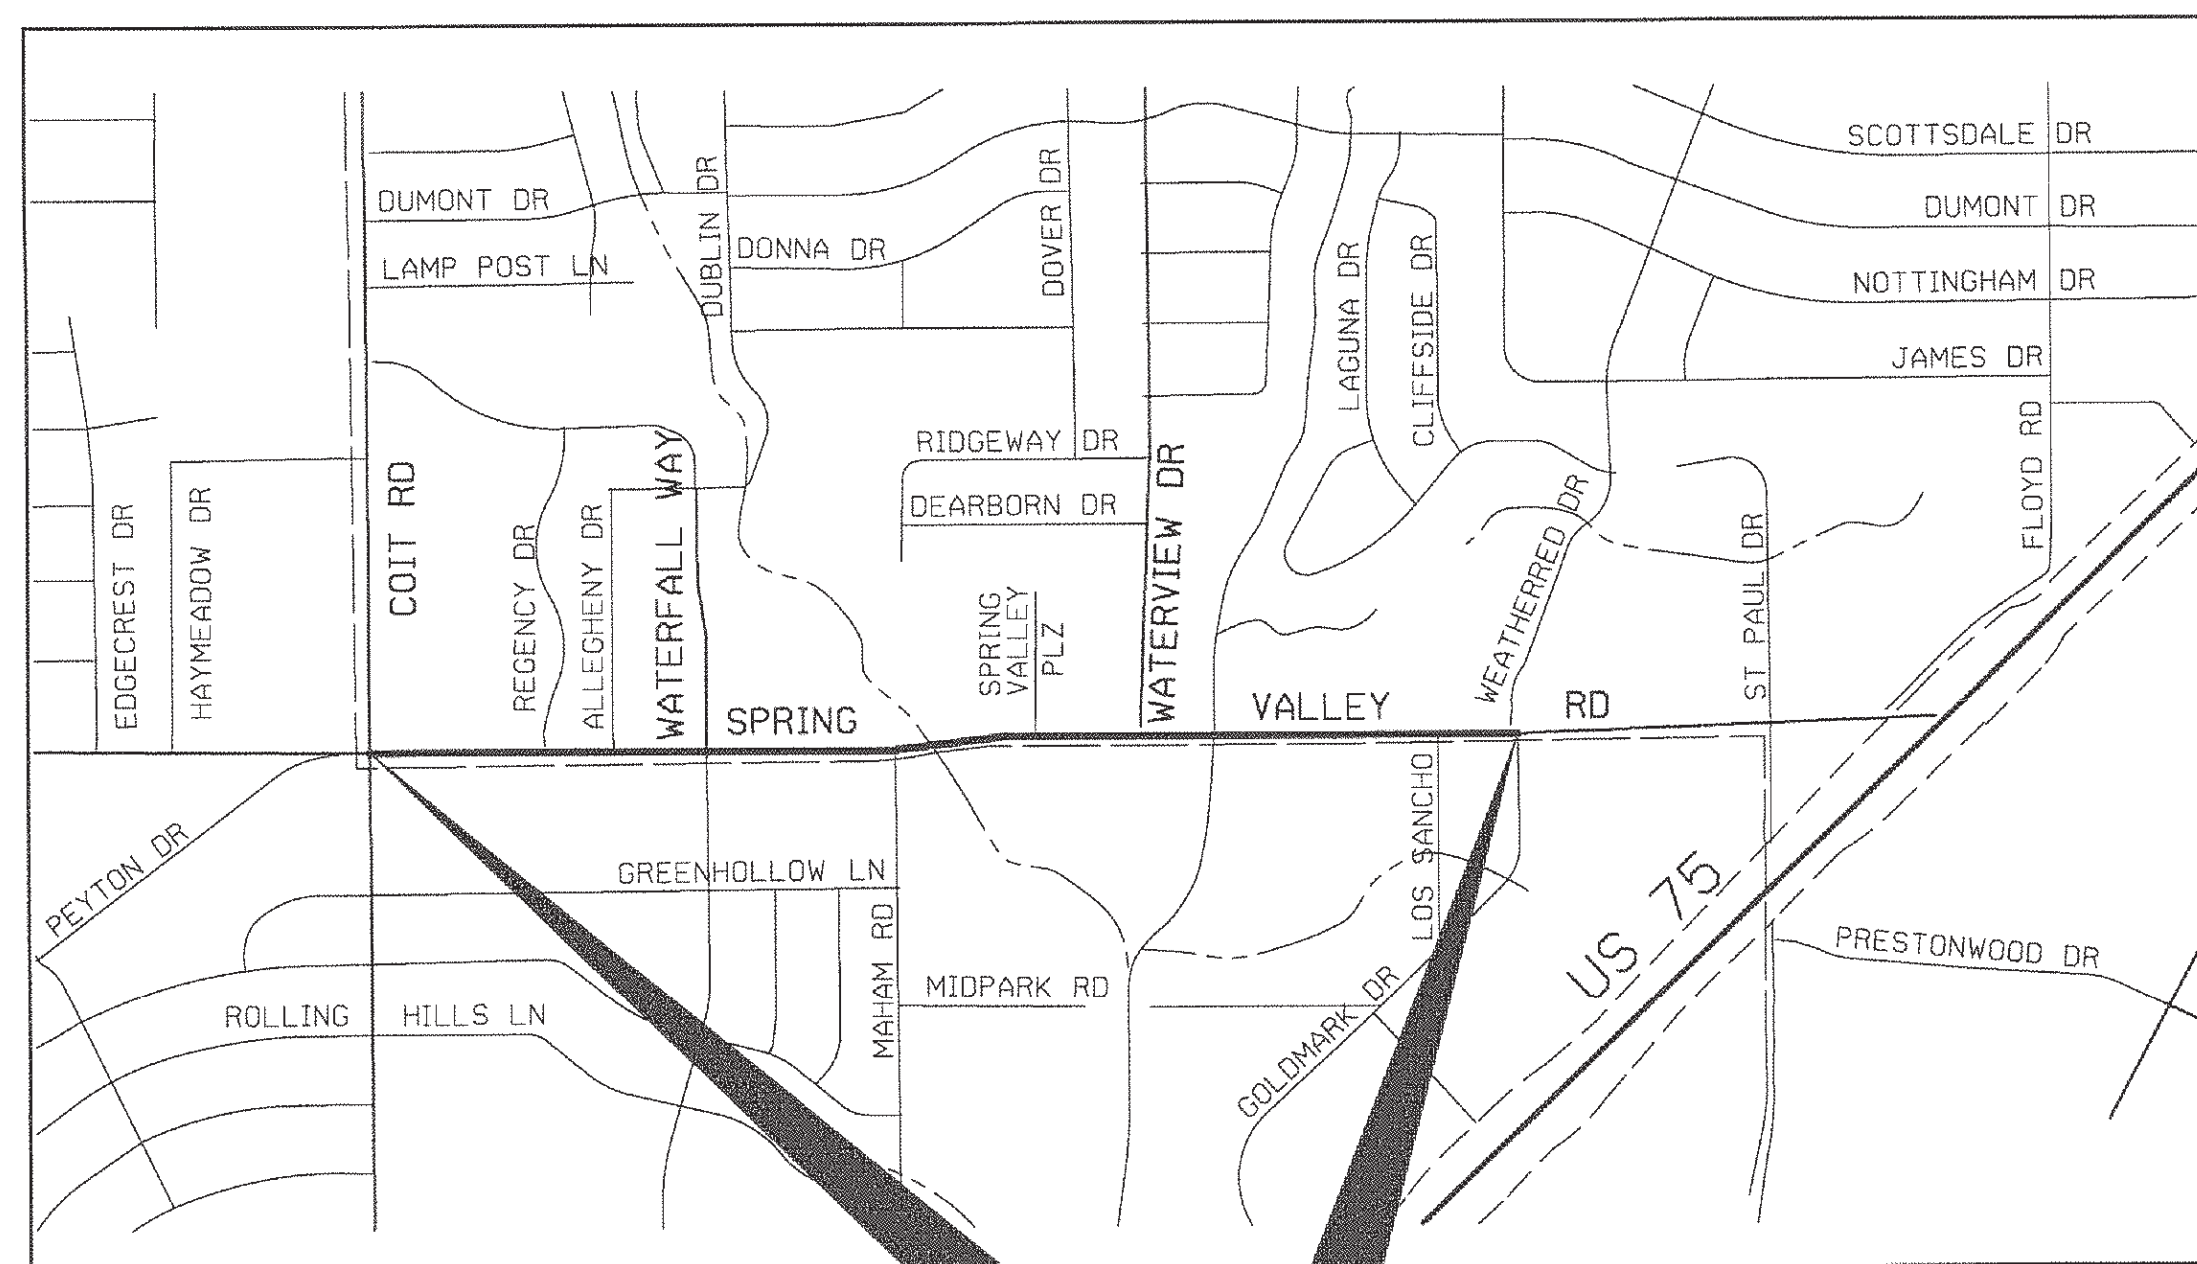 SCOTTSDALE DR
DUMONT DR
DUBLIN DR
DOVER DR
DUMONT DR
DONNA DR
LAMP POST LN
LAGUNA DR
CLIFFSIDE DR
NOTTINGHAM DR
JAMES DR
RIDGEWAY DR
DEARBORN DR
FLOYD RD
EDGECREST DR
HAYMEADOW DR
COIT RD
REGENCY DR
ALLEGHENY DR
WATERFALL WAY
SPRING
VALLEY
PLZ
WATERVIEW DR
WEATHERRED DR
ST PAUL DR
SPRING VALLEY RD
PEYTON DR
GREENHOLLOW LN
MAHAM RD
LOS SANCHO
US 75
PRESTONWOOD DR
MIDPARK RD
ROLLING HILLS LN
GOLDMARK DR